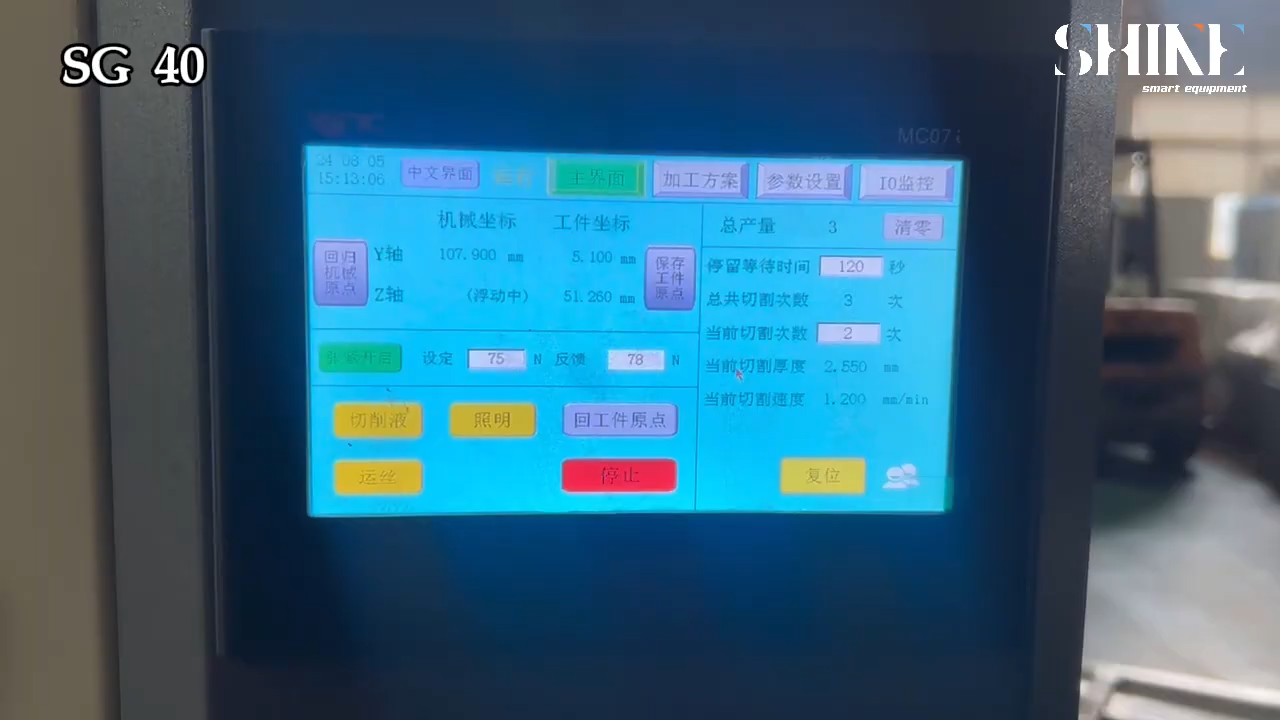 SG 40
SHINE
smart equipment
MC07i
24 08 05
15:13:06
中文界面
主界面
加工方案
参数设置
IO监控
机械坐标 工件坐标
总产量 3 清零
回归机械原点
Y轴 107.900 mm 5.100 mm
保存工件原点
Z轴 (浮动中) 51.260 mm
停留等待时间 120 秒
总共切割次数 3 次
当前切割次数 2 次
设定 75 N 反馈 78 N
当前切割厚度 2.550 mm
当前切割速度 1.200 mm/min
切削液 照明 回工件原点
运丝 停止 复位